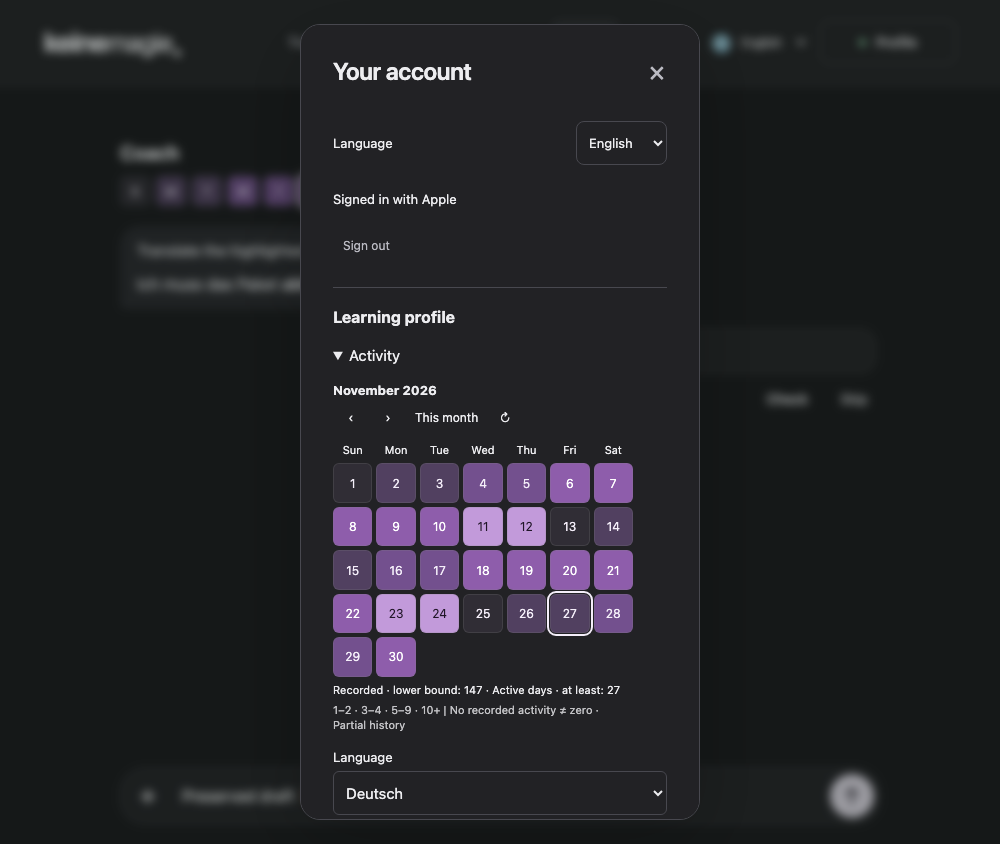 Your account ×
Language English
Signed in with Apple
Sign out
Learning profile
▼ Activity
November 2026
‹ › This month ↻
Sun Mon Tue Wed Thu Fri Sat
1 2 3 4 5 6 7
8 9 10 11 12 13 14
15 16 17 18 19 20 21
22 23 24 25 26 27 28
29 30
Recorded · lower bound: 147 · Active days · at least: 27
1–2 · 3–4 · 5–9 · 10+ | No recorded activity ≠ zero ·
Partial history
Language
Deutsch
Coach
Preserved draft